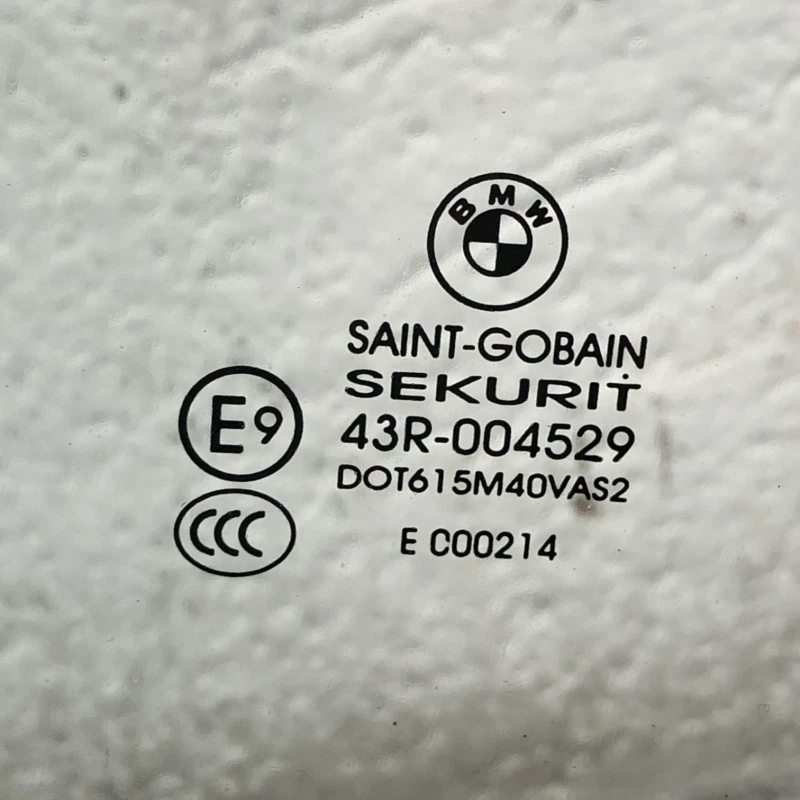 BMW
SAINT-GOBAIN
SEKURIT
E9
43R-004529
DOT615M40VAS2
CCC
E C00214